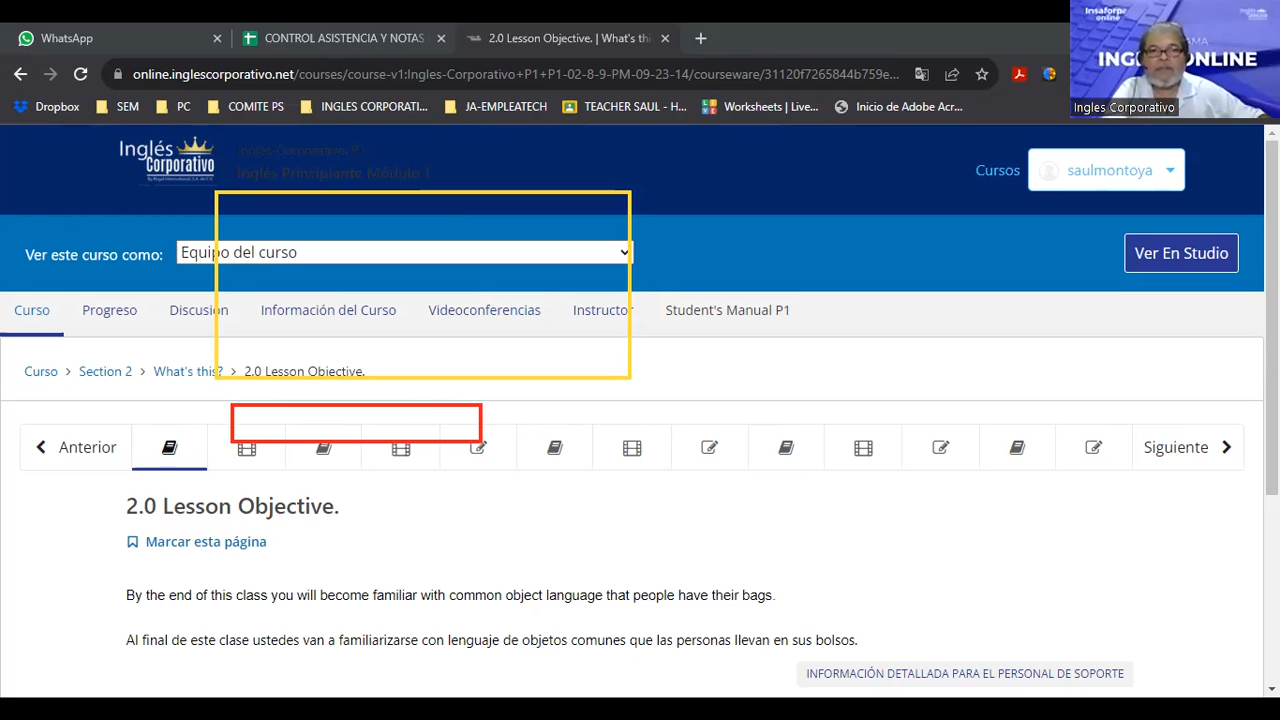 WhatsApp
CONTROL ASISTENCIA Y NOTAS
2.0 Lesson Objective. | What's thi
Insaforp
online
INGLES ONLINE
Ingles Corporativo
online.inglescorporativo.net/courses/course-v1:Ingles-Corporativo+P1+P1-02-8-9-PM-09-23-14/courseware/31120f7265844b759e...
Dropbox
SEM
PC
COMITE PS
INGLES CORPORATI...
JA-EMPLEATECH
TEACHER SAUL - H...
Worksheets | Live...
Inicio de Adobe Acr...
Inglés
Corporativo
Ingles-Corporativo P1
Inglés Principiante Módulo 1
Cursos
saulmontoya
Ver este curso como:
Equipo del curso
Ver En Studio
Curso
Progreso
Discusión
Información del Curso
Videoconferencias
Instructor
Student's Manual P1
Curso > Section 2 > What's this? > 2.0 Lesson Objective.
Anterior
Siguiente
2.0 Lesson Objective.
Marcar esta página
By the end of this class you will become familiar with common object language that people have their bags.
Al final de este clase ustedes van a familiarizarse con lenguaje de objetos comunes que las personas llevan en sus bolsos.
INFORMACIÓN DETALLADA PARA EL PERSONAL DE SOPORTE